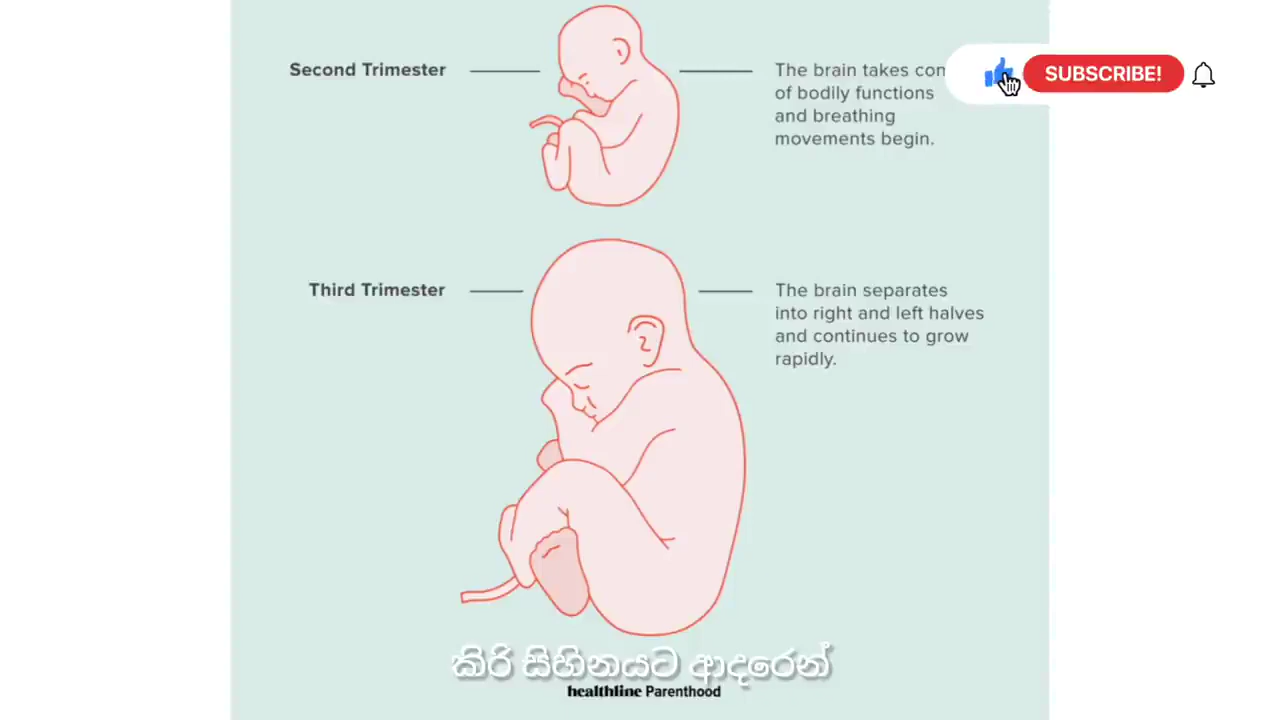 Second Trimester
The brain takes con
of bodily functions
and breathing
movements begin.
SUBSCRIBE!
Third Trimester
The brain separates
into right and left halves
and continues to grow
rapidly.
කිරි සිහිනයට ආදරෙන්
healthline Parenthood